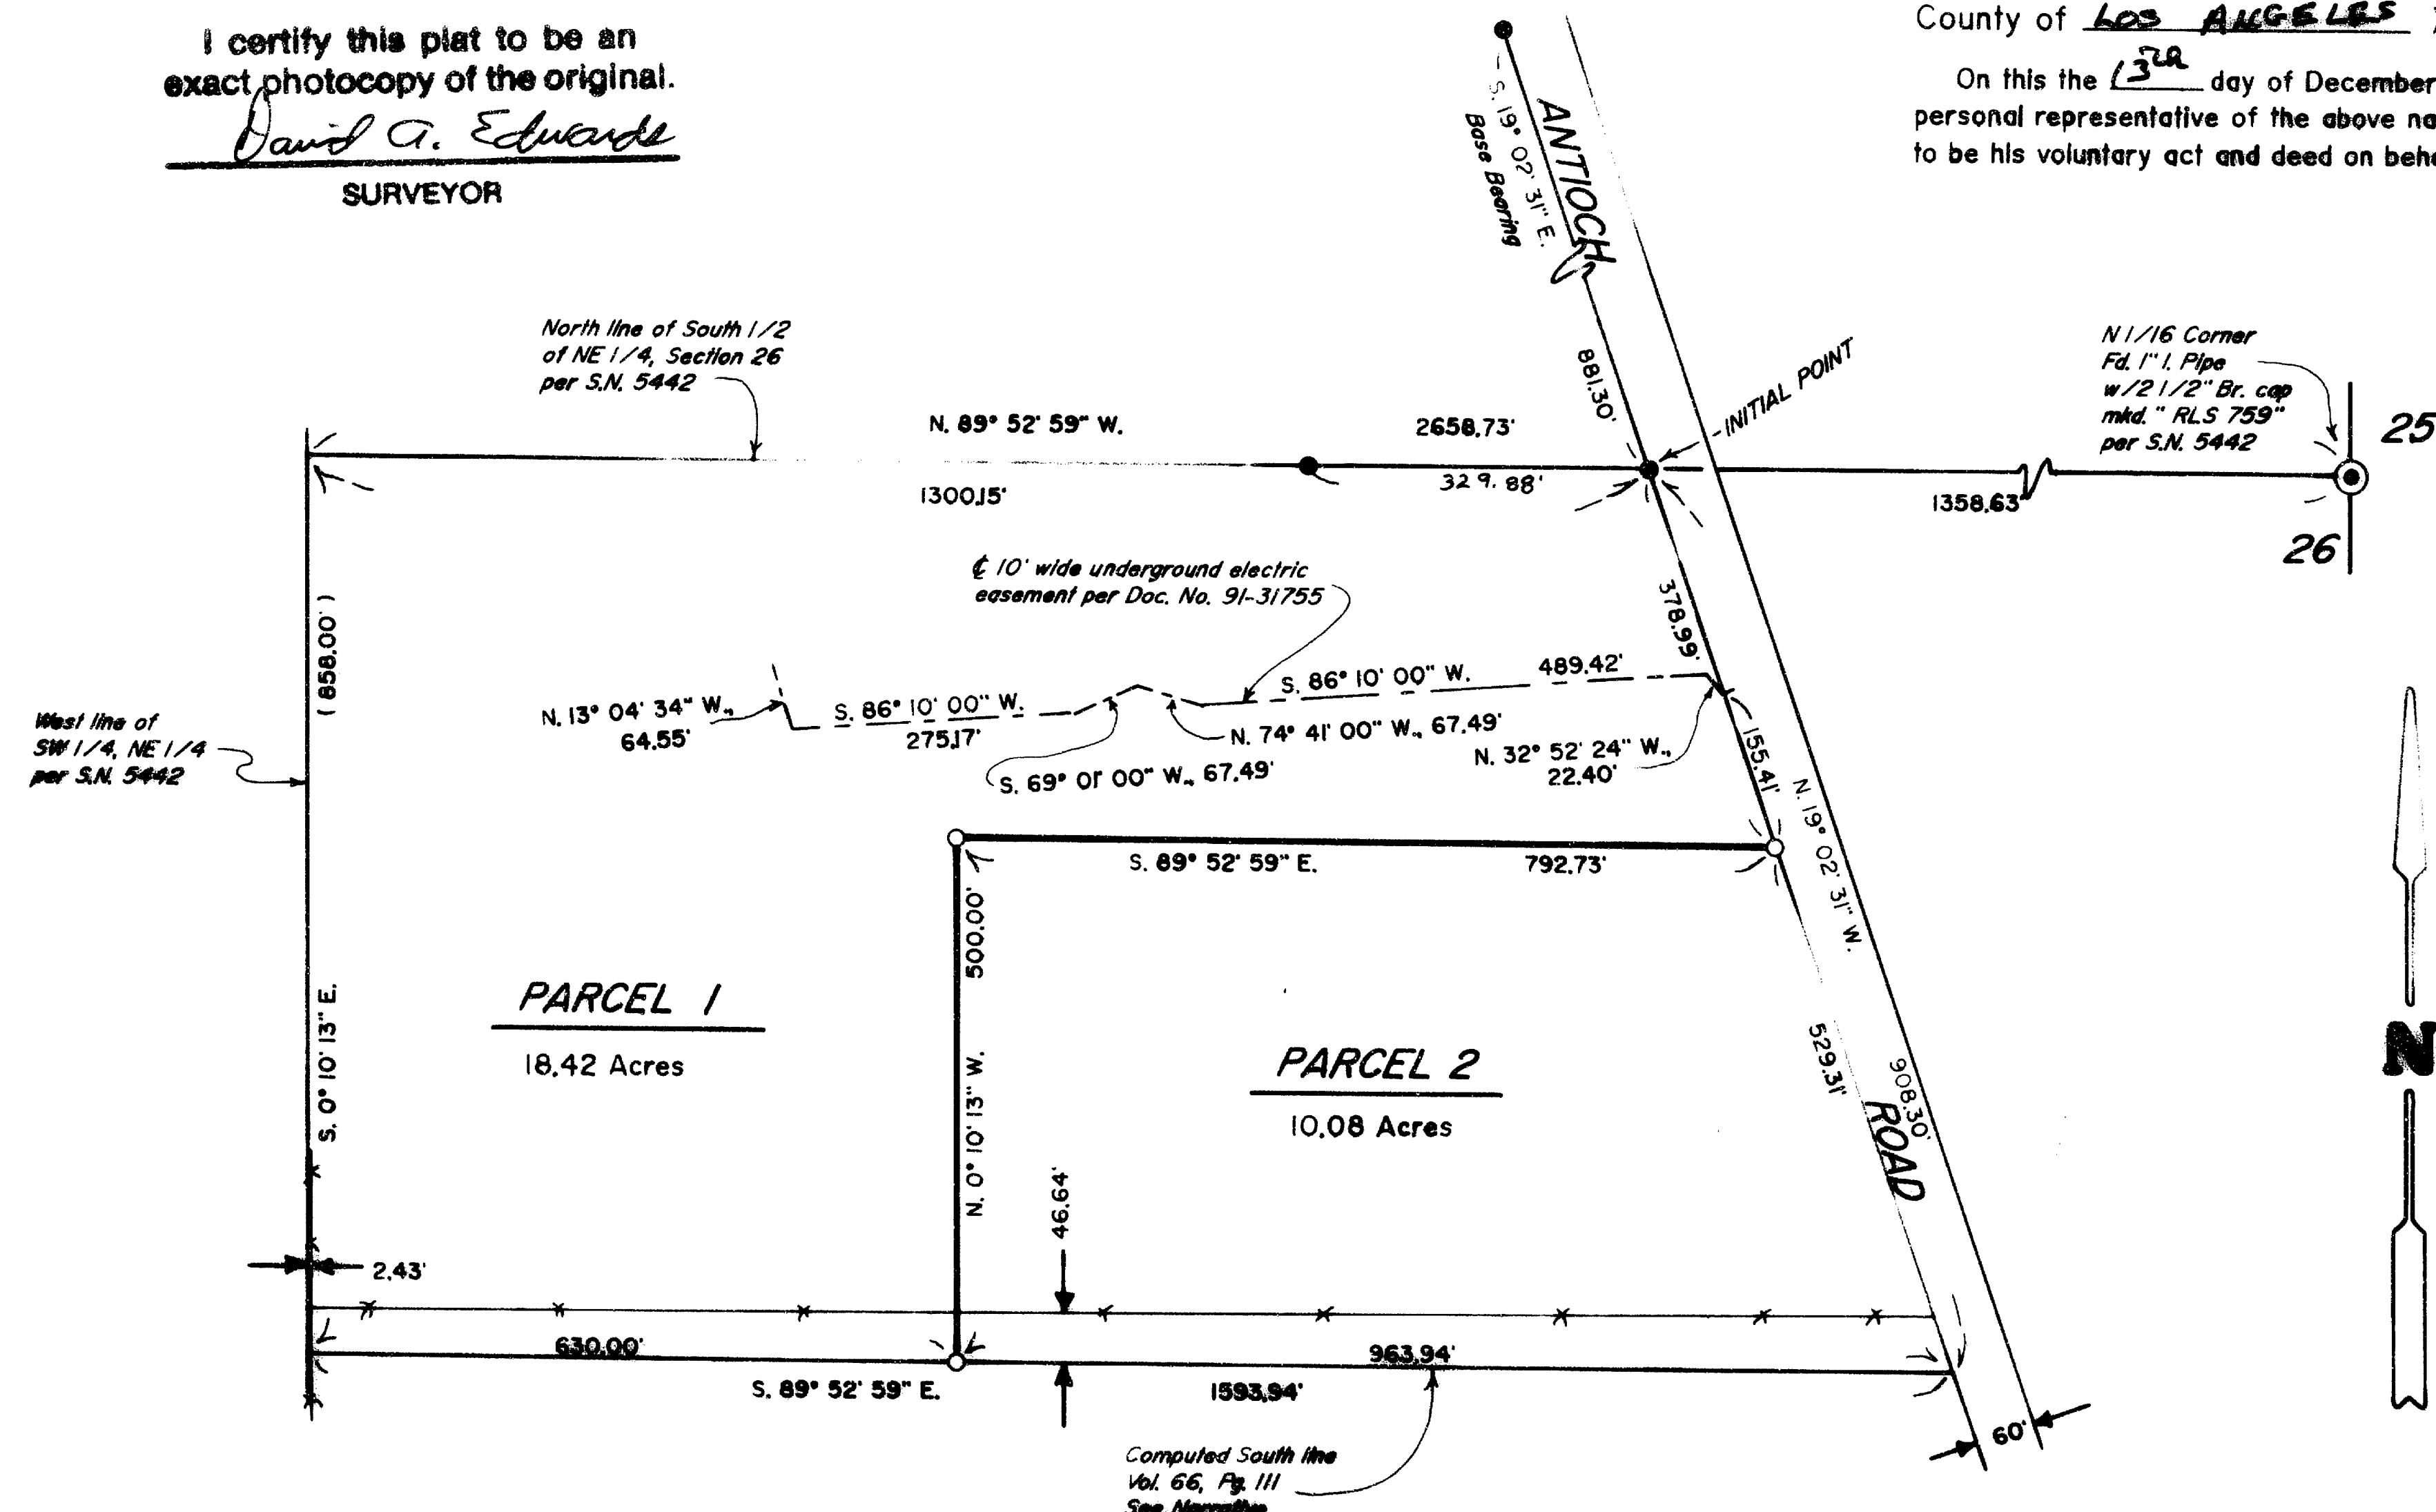 I certify this plat to be an
exact photocopy of the original.
David A. Edwards
SURVEYOR
County of LOS ANGELES
On this the 13th day of December
personal representative of the above na
to be his voluntary act and deed on beh
S. 19° 02' 31" E.
Base Bearing
ANTIOCH
881.30'
INITIAL POINT
North line of South 1/2
of NE 1/4, Section 26
per S.N. 5442
N 1/16 Corner
Fd. 1" I. Pipe
w/2 1/2" Br. cap
mkd. " RLS 759"
per S.N. 5442
25
26
N. 89° 52' 59" W.
2658.73'
1300.15'
329.88'
1358.63'
℄ 10' wide underground electric
easement per Doc. No. 91-31755
( 858.00' )
378.99'
West line of
SW 1/4, NE 1/4
per S.N. 5442
N. 13° 04' 34" W.,
64.55'
S. 86° 10' 00" W.
275.17'
S. 86° 10' 00" W.
489.42'
N. 74° 41' 00" W., 67.49'
S. 69° 01' 00" W., 67.49'
N. 32° 52' 24" W.,
22.40'
155.41'
N. 19° 02' 31" W.
S. 89° 52' 59" E.
792.73'
500.00'
N. 0° 10' 13" W.
S. 0° 10' 13" E.
PARCEL 1
18.42 Acres
PARCEL 2
10.08 Acres
529.31'
908.30'
ROAD
N
46.64'
2.43'
630.00'
963.94'
S. 89° 52' 59" E.
1593.94'
60'
Computed South line
Vol. 66, Pg. 111
See Narrative